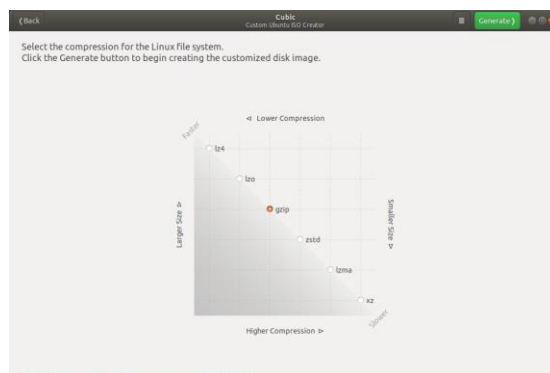 ‹Back
Cubic
Custom Ubuntu ISO Creator
Generate›
Select the compression for the Linux file system.
Click the Generate button to begin creating the customized disk image.
Faster
⊲ Lower Compression
lz4
lzo
gzip
zstd
lzma
xz
Larger Size ⊳
Smaller Size ⊳
Slower
Higher Compression ⊳